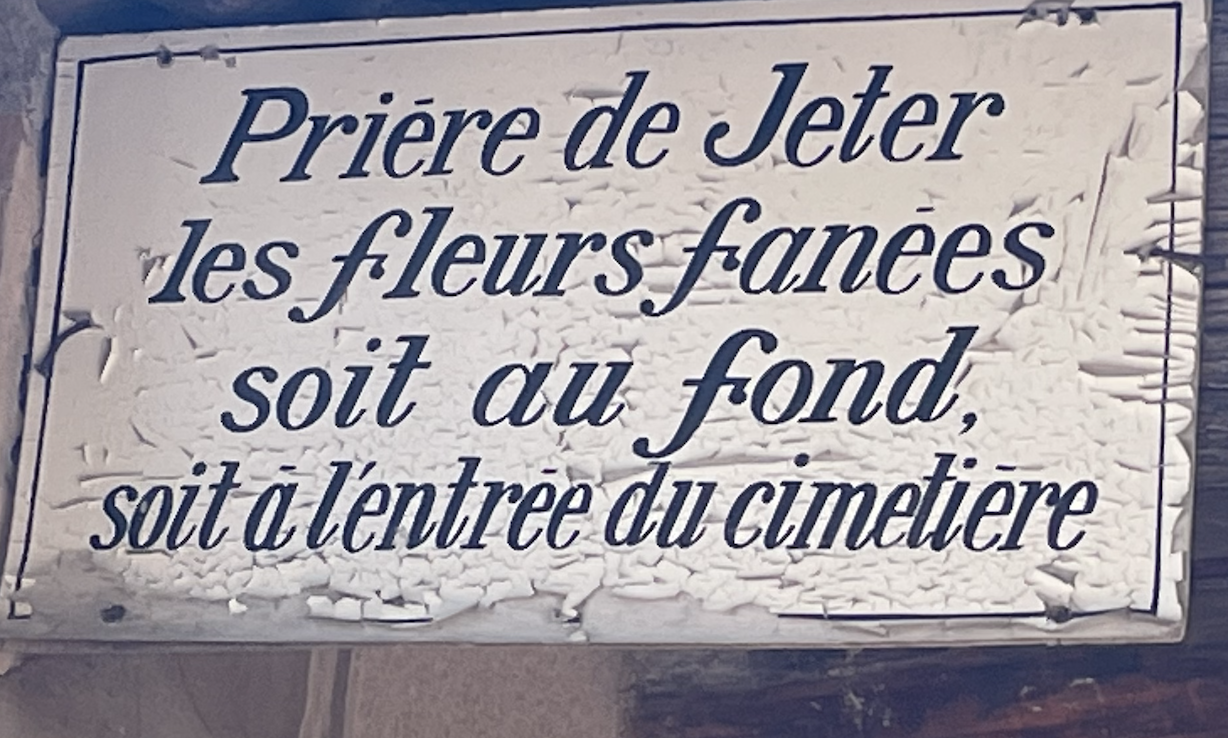 Prière de Jeter
les fleurs fanées
soit au fond,
soit à l'entrée du cimetière